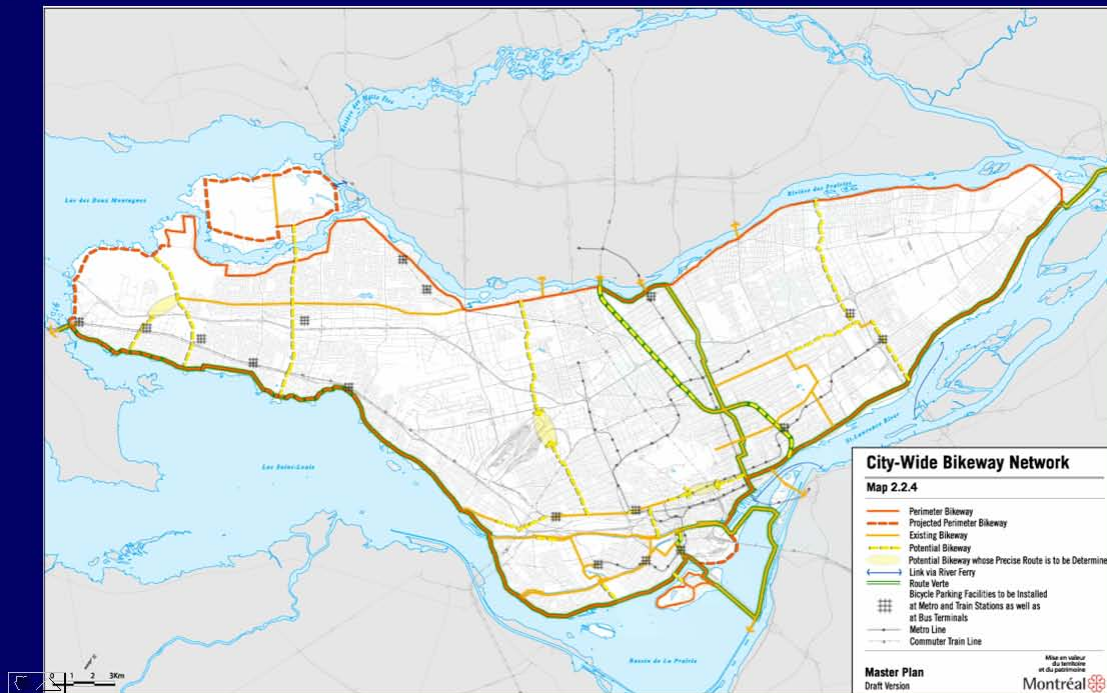 Rivière des Mille Îles
Lac des Deux Montagnes
Rivière des Prairies
St-Lawrence River
Lac Saint-Louis
Bassin de La Prairie
City-Wide Bikeway Network
Map 2.2.4
Perimeter Bikeway
Projected Perimeter Bikeway
Existing Bikeway
Potential Bikeway
Potential Bikeway whose Precise Route is to be Determine
Link via River Ferry
Route Verte
Bicycle Parking Facilities to be Installed
at Metro and Train Stations as well as
at Bus Terminals
Metro Line
Commuter Train Line
Mise en valeur
du territoire
et du patrimoine
Master Plan
Draft Version
Montréal
0 1 2 3Km